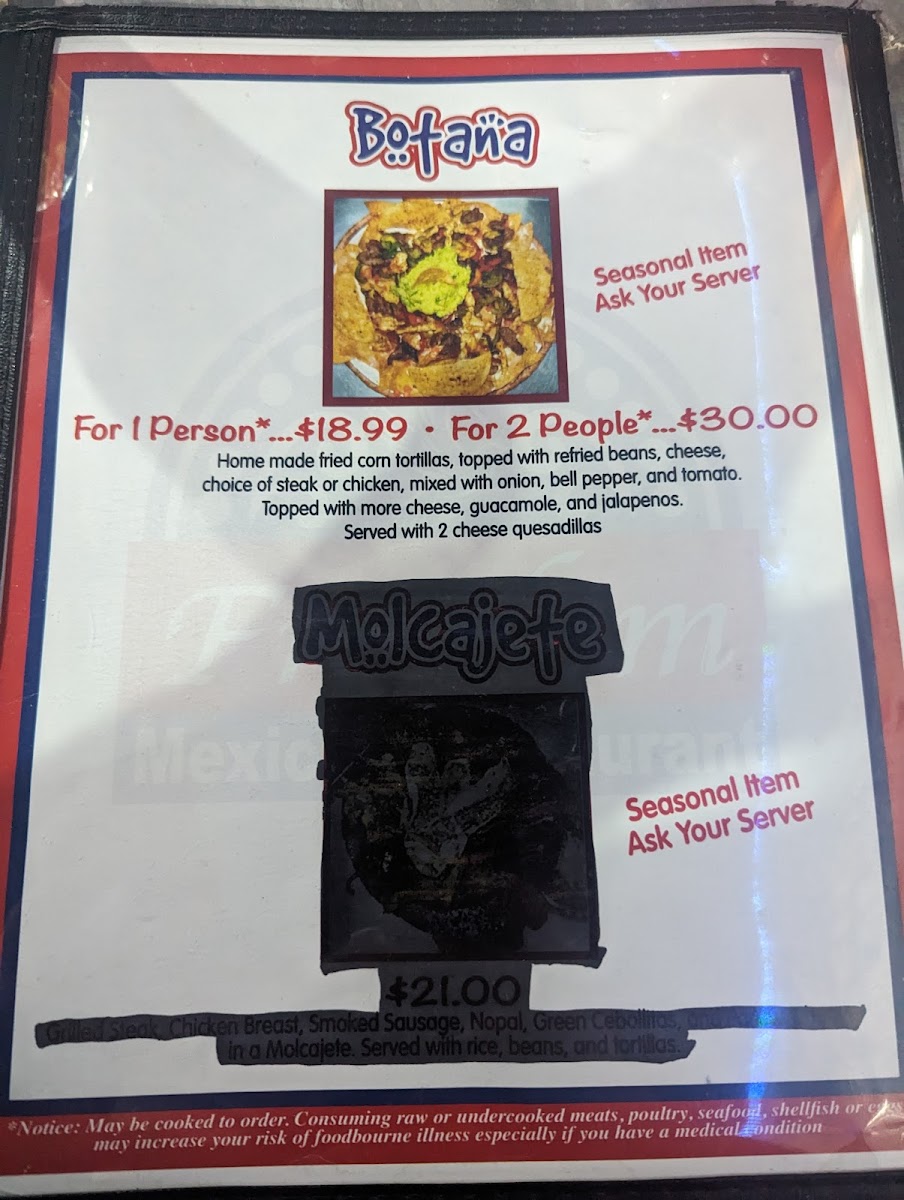 Botana
Seasonal Item
Ask Your Server
For 1 Person*...$18.99 · For 2 People*...$30.00
Home made fried corn tortillas, topped with refried beans, cheese,
choice of steak or chicken, mixed with onion, bell pepper, and tomato.
Topped with more cheese, guacamole, and jalapenos.
Served with 2 cheese quesadillas
Molcajete
Seasonal Item
Ask Your Server
$21.00
Grilled Steak, Chicken Breast, Smoked Sausage, Nopal, Green Cebollitas,
in a Molcajete. Served with rice, beans, and tortillas.
*Notice: May be cooked to order. Consuming raw or undercooked meats, poultry, seafood, shellfish or eggs
may increase your risk of foodbourne illness especially if you have a medical condition